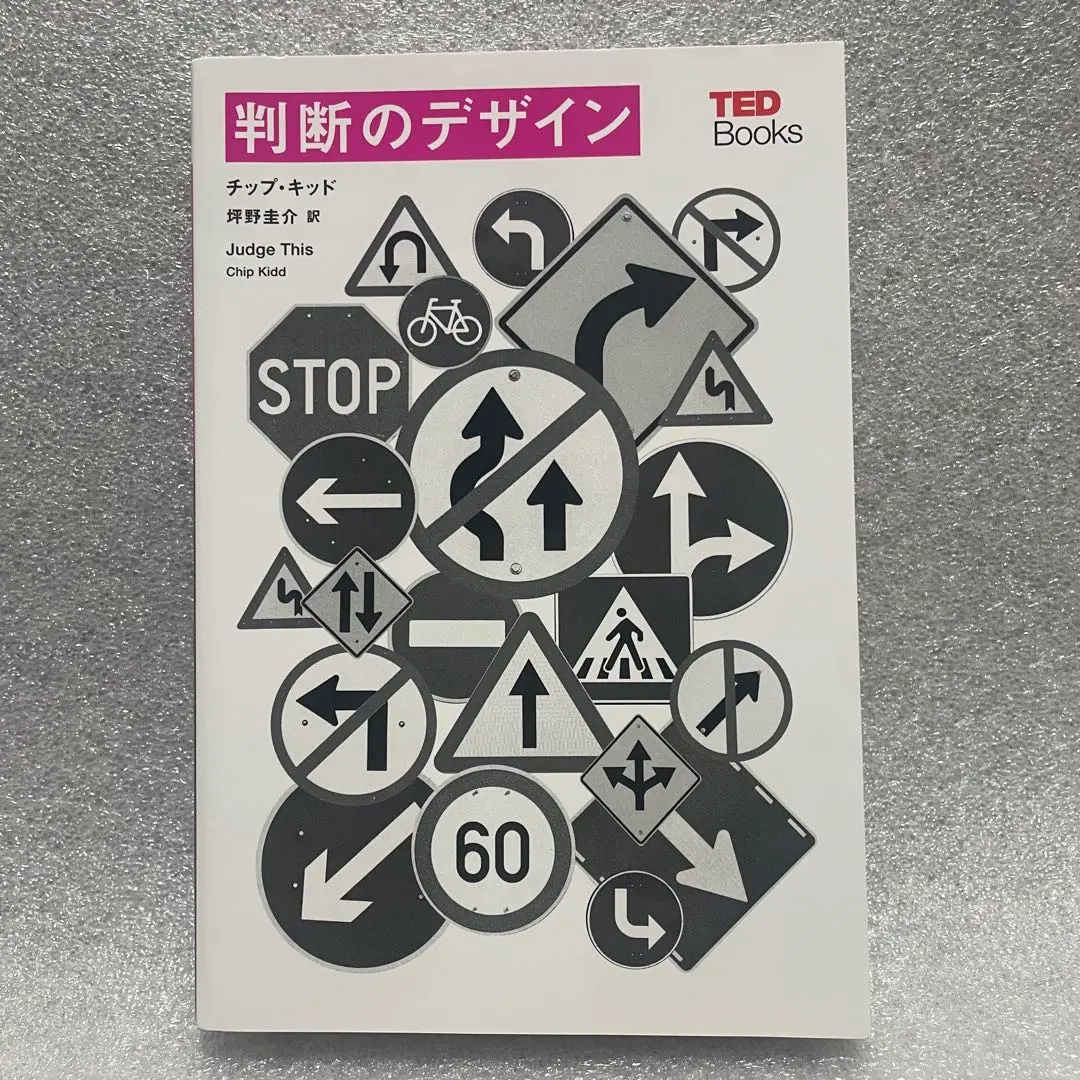 判断のデザイン
TED
Books
チップ・キッド
坪野圭介 訳
Judge This
Chip Kidd
STOP
60